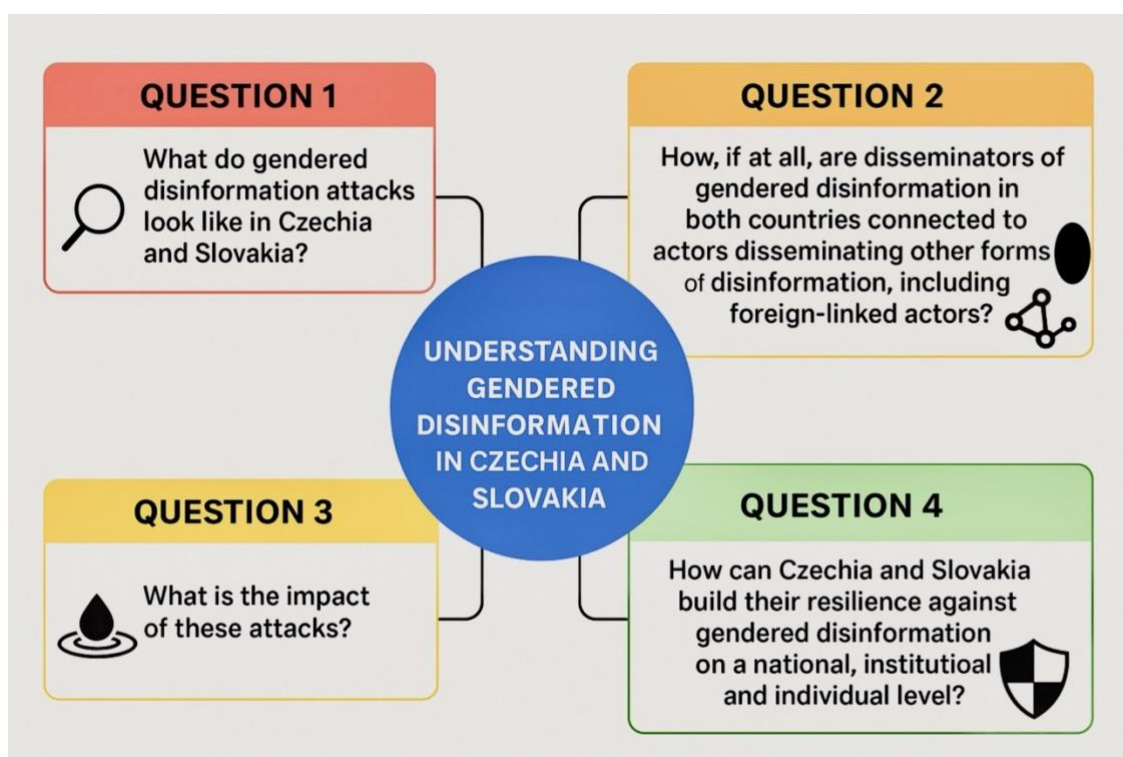 QUESTION 1
What do gendered
disinformation attacks
look like in Czechia
and Slovakia?
QUESTION 2
How, if at all, are disseminators of
gendered disinformation in
both countries connected to
actors disseminating other forms
of disinformation, including
foreign-linked actors?
UNDERSTANDING
GENDERED
DISINFORMATION
IN CZECHIA AND
SLOVAKIA
QUESTION 3
What is the impact
of these attacks?
QUESTION 4
How can Czechia and Slovakia
build their resilience against
gendered disinformation
on a national, institutioal
and individual level?